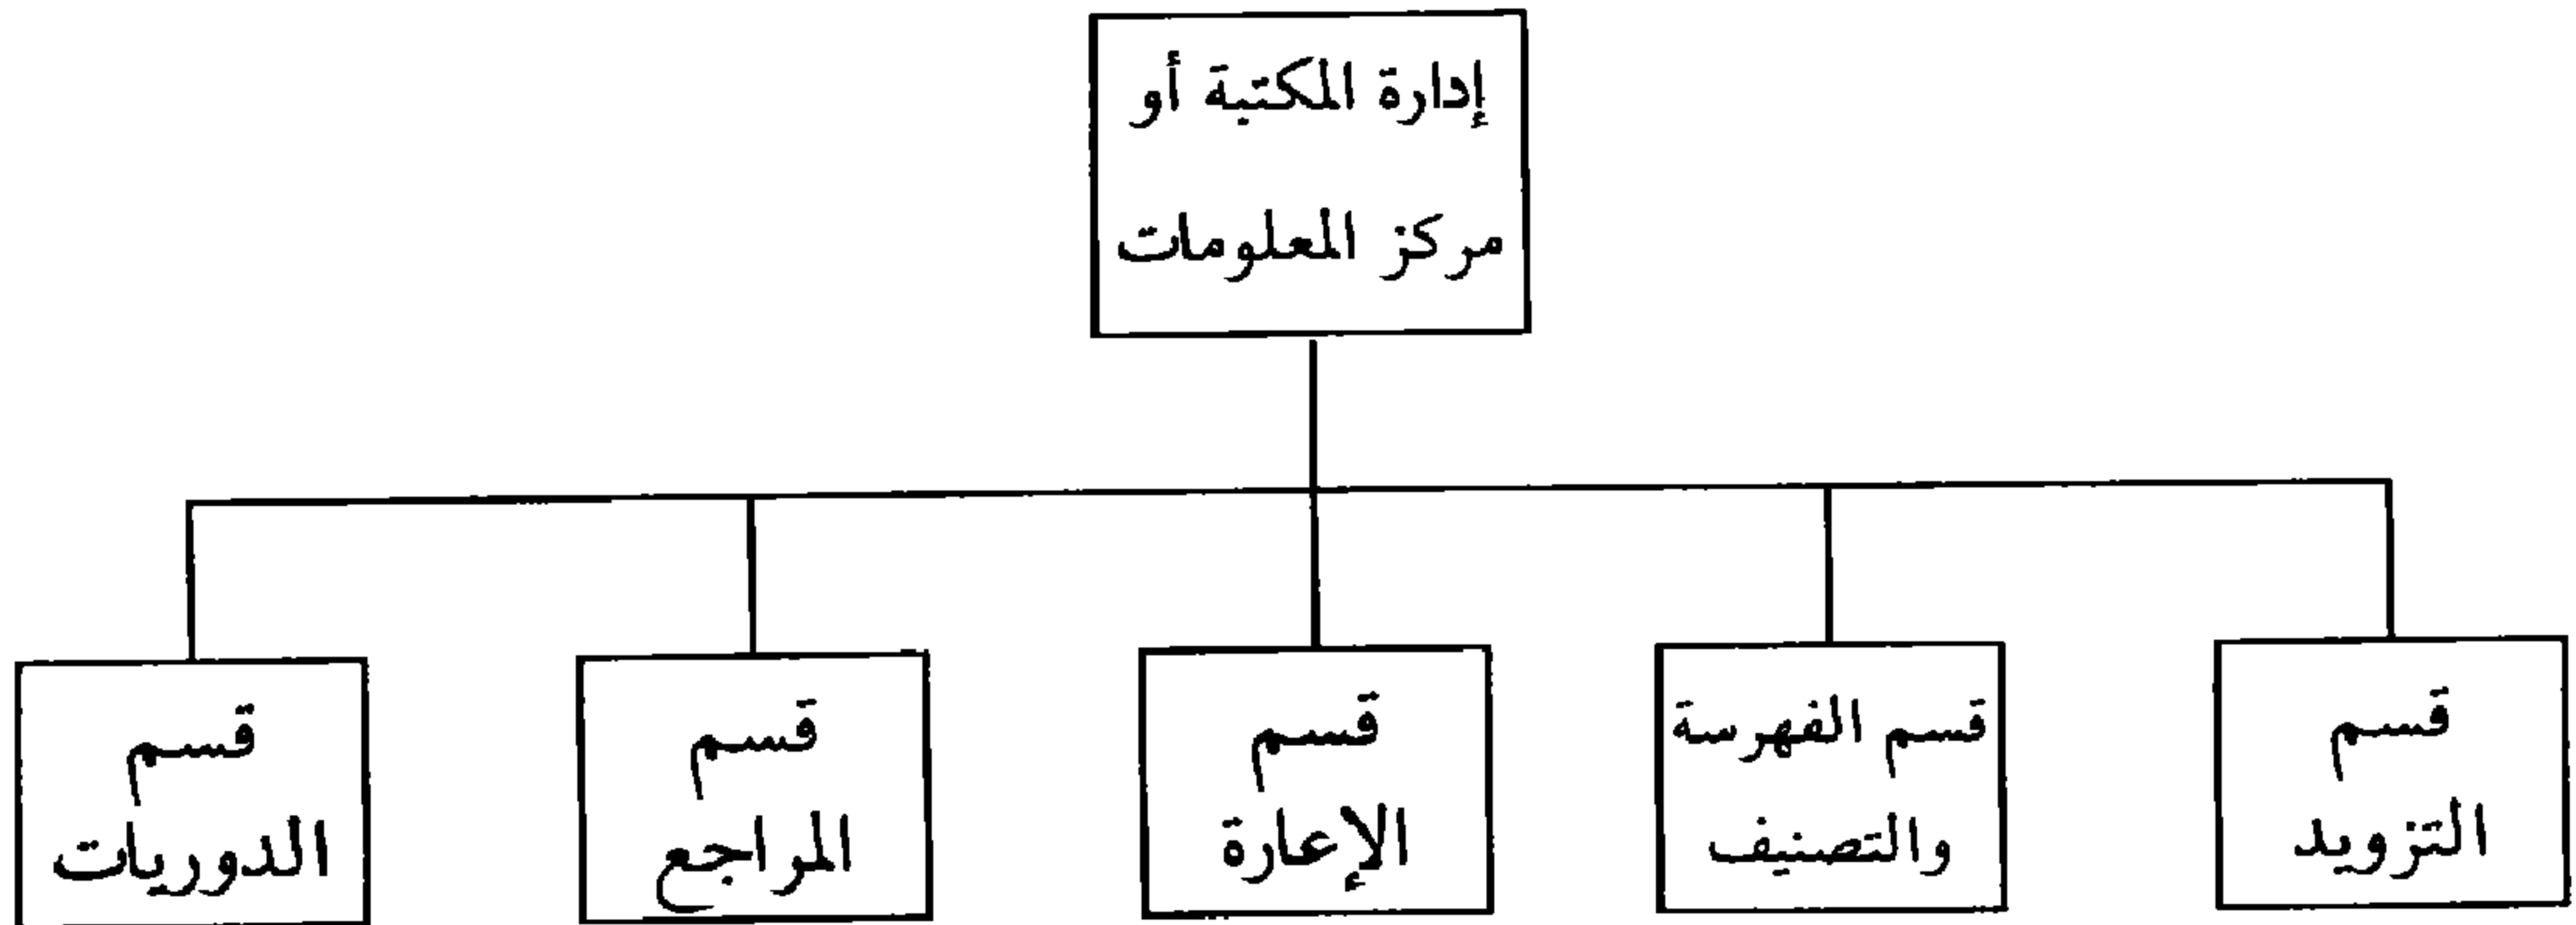 إدارة المكتبة أو
مركز المعلومات
قسم
التزويد
قسم الفهرسة
والتصنيف
قسم
الإعارة
قسم
المراجع
قسم
الدوريات